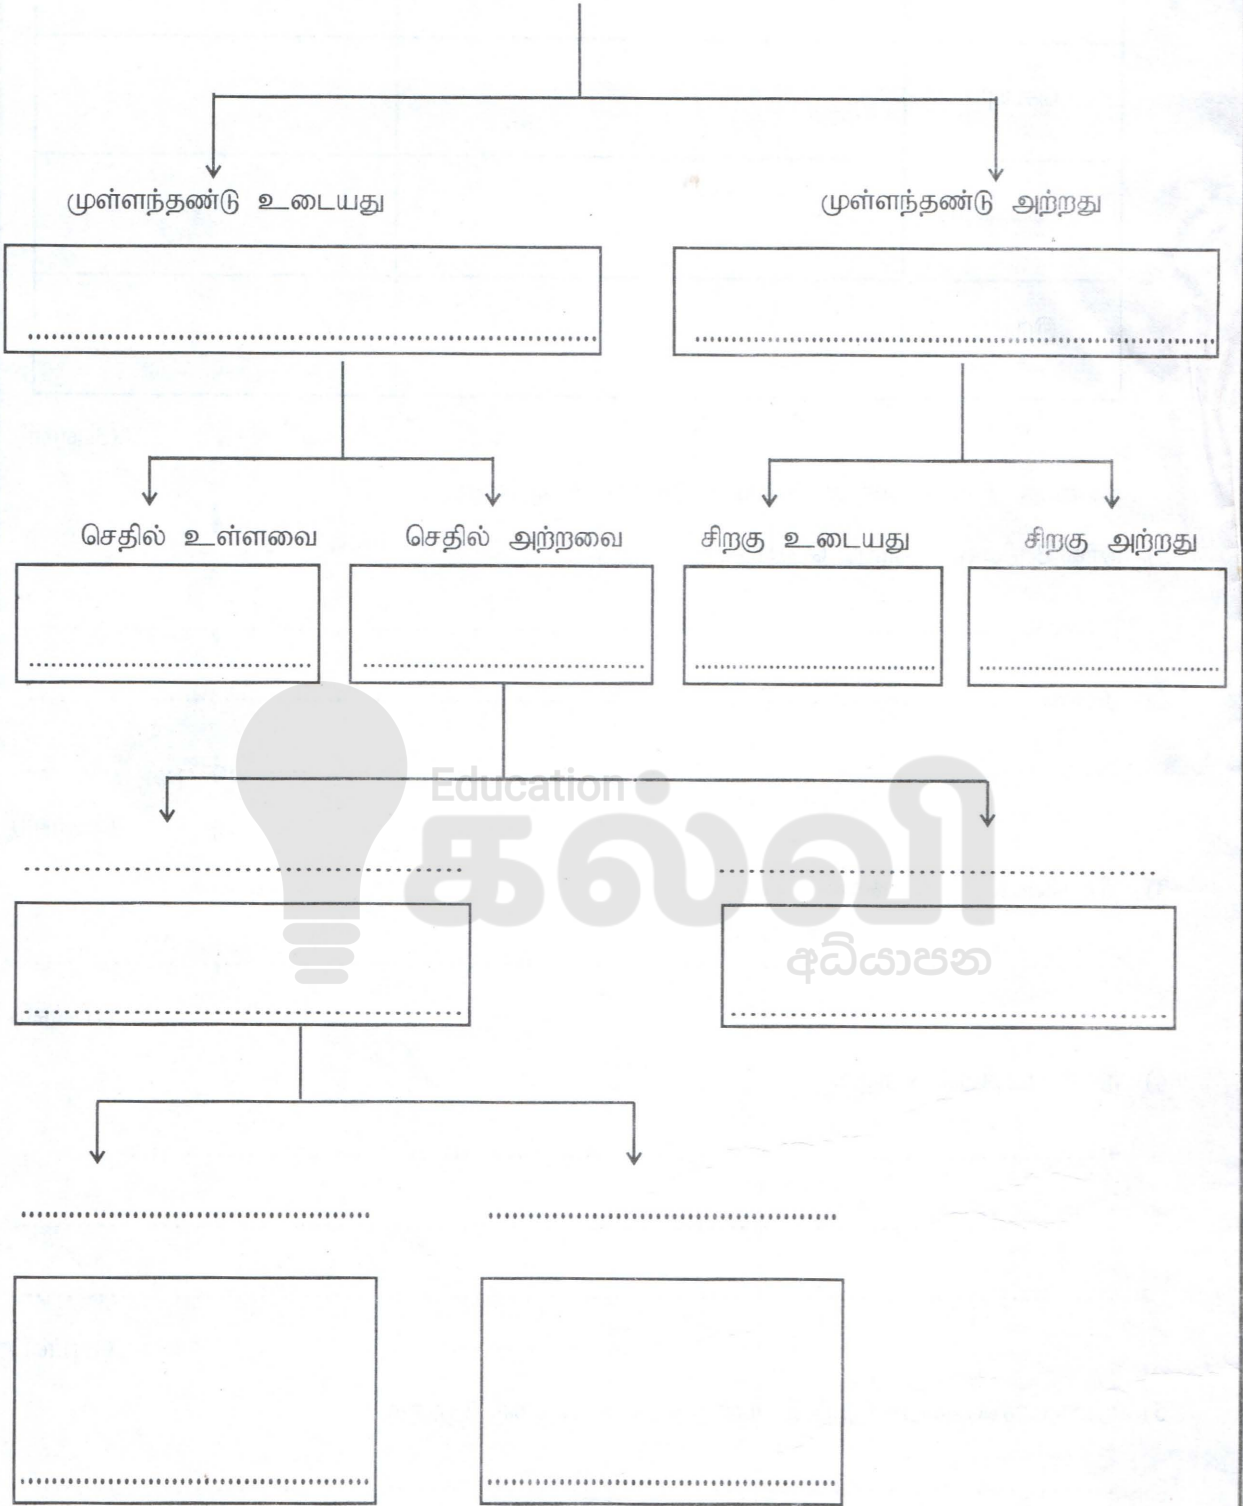 முள்ளந்தண்டு உடையது
முள்ளந்தண்டு அற்றது
செதில் உள்ளவை
செதில் அற்றவை
சிறகு உடையது
சிறகு அற்றது
Education
கல்வி
අධ්‍යාපන